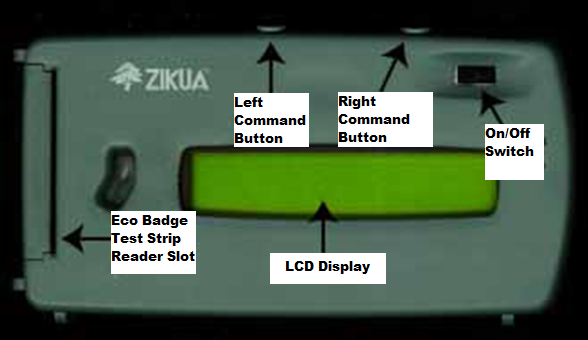 ZIKUA
Left
Command
Button
Right
Command
Button
On/Off
Switch
Eco Badge
Test Strip
Reader Slot
LCD Display